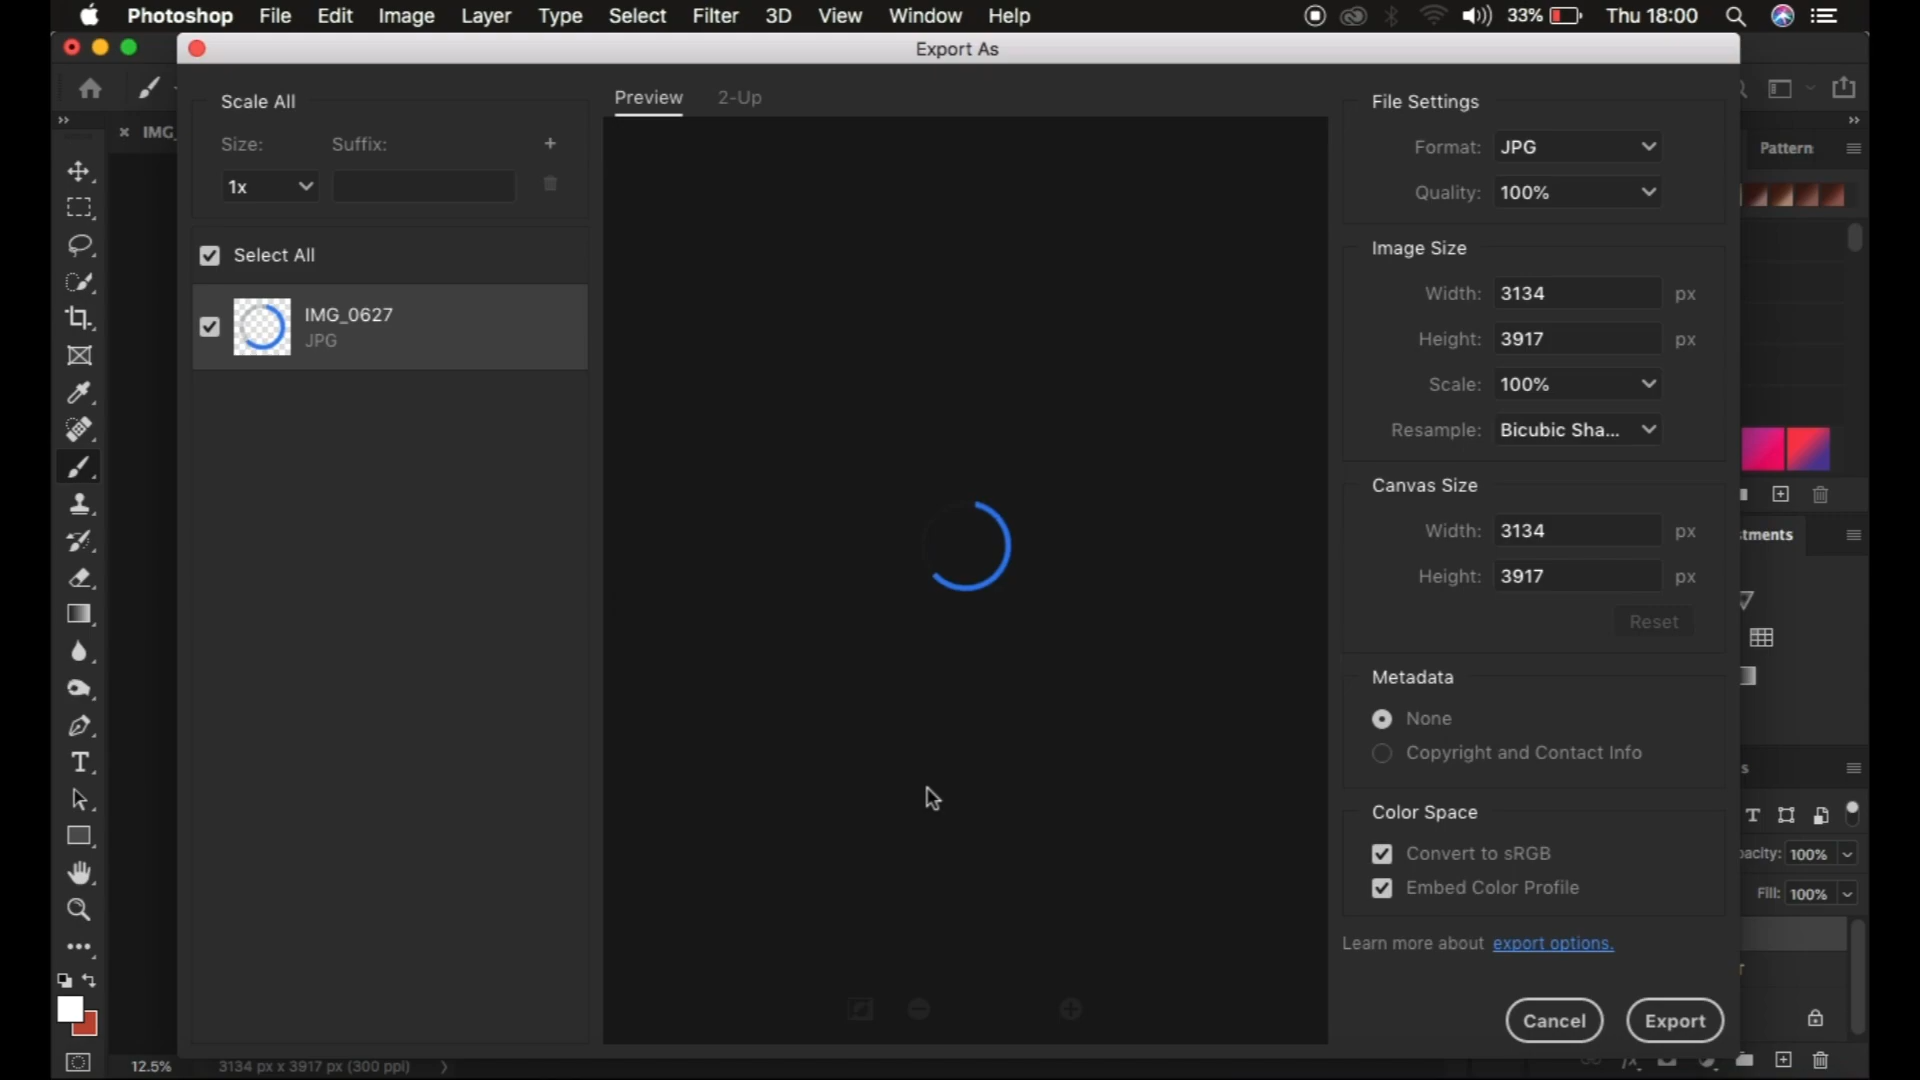 Photoshop File Edit Image Layer Type Select Filter 3D View Window Help 33% Thu 18:00
Export As
Scale All
Size: Suffix:
1x
Select All
IMG_0627
JPG
IMG_
Preview 2-Up
File Settings
Format: JPG
Quality: 100%
Image Size
Width: 3134 px
Height: 3917 px
Scale: 100%
Resample: Bicubic Sha...
Canvas Size
Width: 3134 px
Height: 3917 px
Reset
Metadata
None
Copyright and Contact Info
Color Space
Convert to sRGB
Embed Color Profile
Learn more about export options.
Cancel Export
Pattern
stments
s
pacity: 100%
Fill: 100%
12.5% 3134 px x 3917 px (300 ppi)